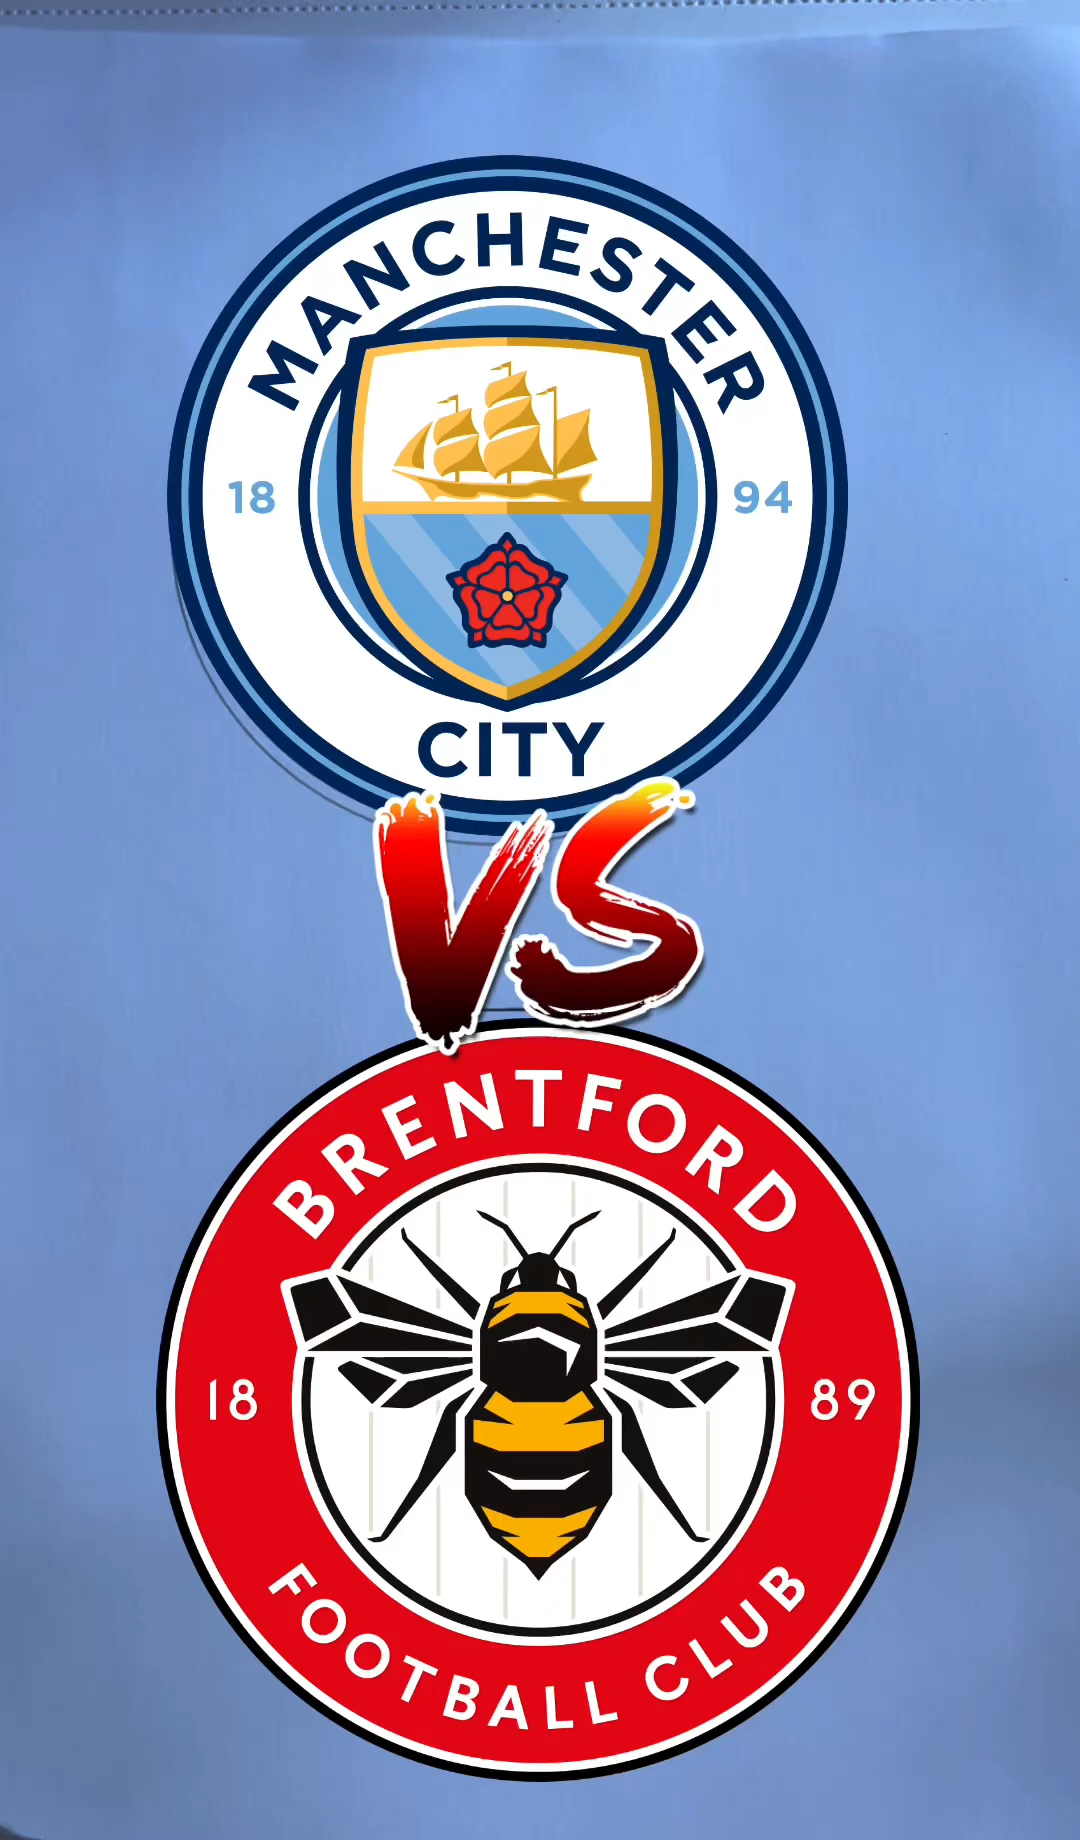 MANCHESTER
18 94
CITY
VS
BRENTFORD
18 89
FOOTBALL CLUB